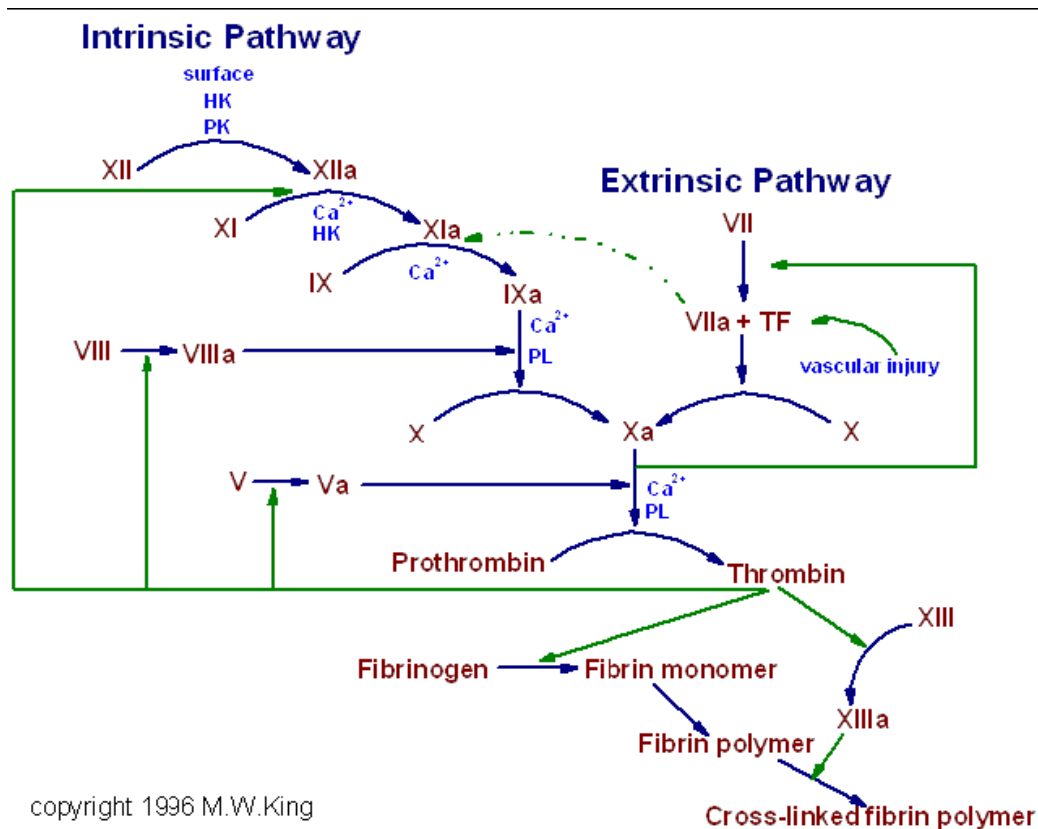 Intrinsic Pathway
surface
HK
PK
XII
XIIa
Extrinsic Pathway
XI
Ca2+
HK
XIa
VII
IX
Ca2+
IXa
VIIa + TF
Ca2+
VIII
VIIIa
PL
vascular injury
X
Xa
X
V
Va
Ca2+
PL
Prothrombin
Thrombin
XIII
Fibrinogen
Fibrin monomer
XIIIa
Fibrin polymer
copyright 1996 M.W.King
Cross-linked fibrin polymer